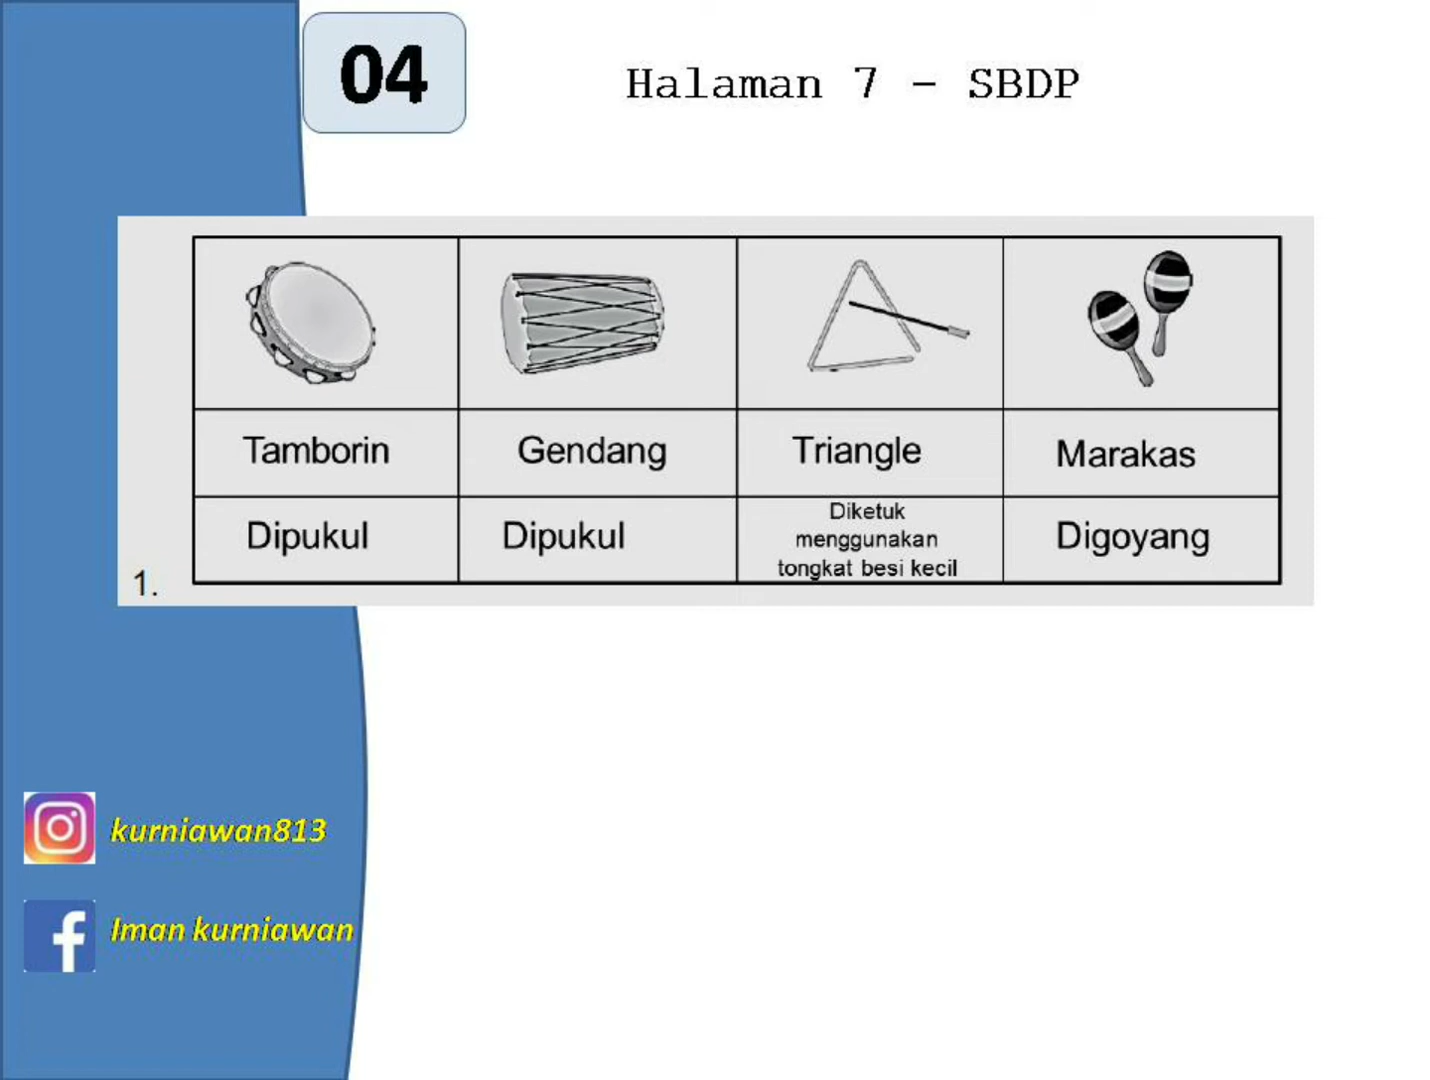 04
Halaman 7 - SBDP
Tamborin
Gendang
Triangle
Marakas
Dipukul
Dipukul
Diketuk
menggunakan
tongkat besi kecil
Digoyang
1.
kurniawan813
Iman kurniawan